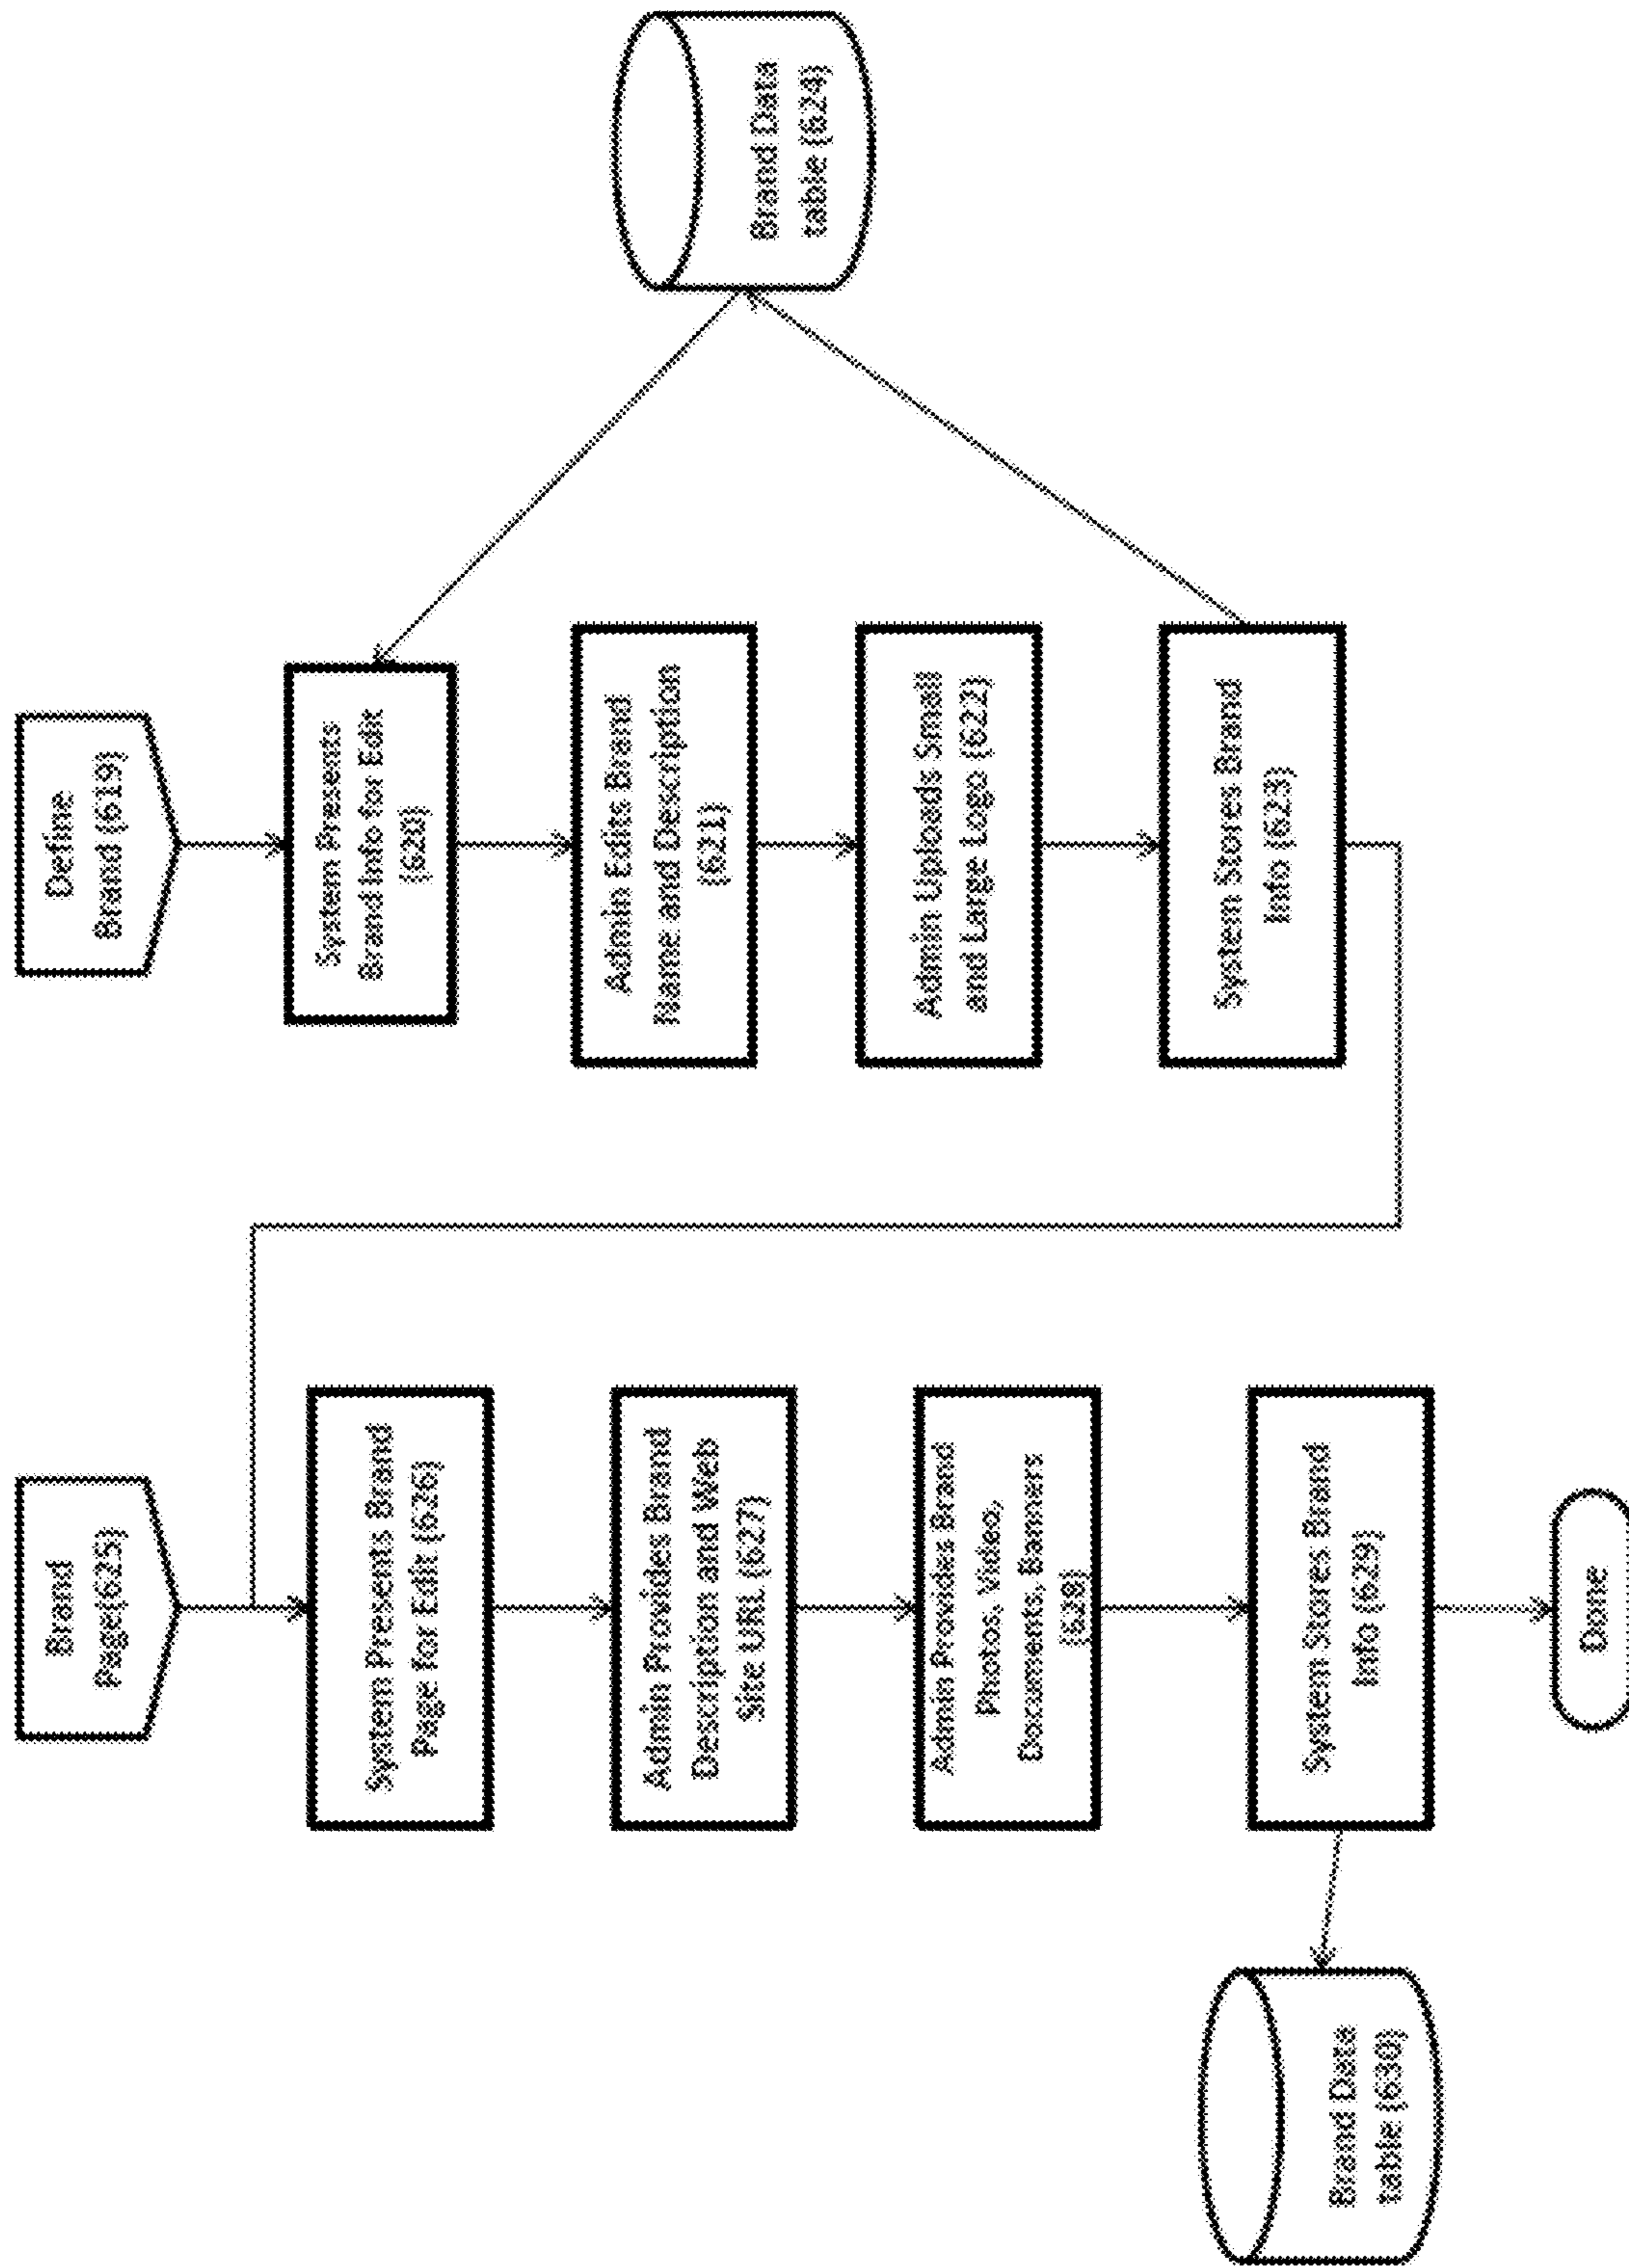 Define
Brand (619)
System Presents
Brand Info for Edit
(620)
Admin Edits Brand
Name and Description
(621)
Admin Uploads Small
and Large Logo (622)
System Stores Brand
Info (623)
Brand Data
table (624)
Brand
Page(625)
System Presents Brand
Page for Edit (626)
Admin Provides Brand
Description and Web
Site URL (627)
Admin Provides Brand
Photos, Video,
Documents, Banners
(628)
System Stores Brand
Info (629)
Brand Data
table (630)
Done